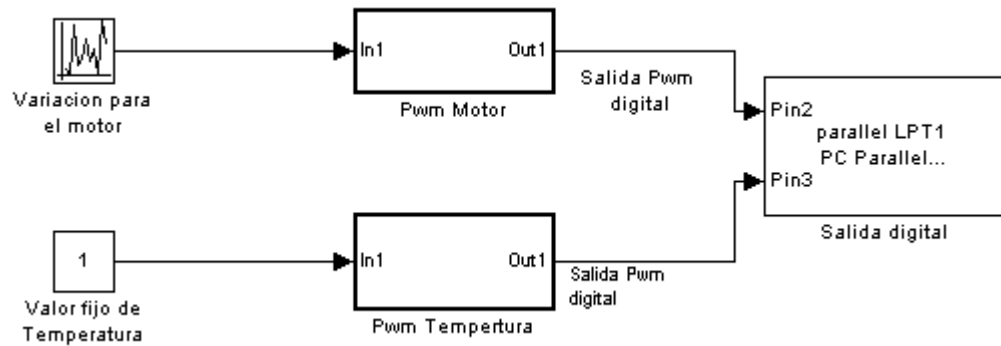 Variacion para
el motor
In1
Out1
Pwm Motor
Salida Pwm
digital
Pin2
parallel LPT1
PC Parallel...
Pin3
Salida digital
1
Valor fijo de
Temperatura
In1
Out1
Pwm Tempertura
Salida Pwm
digital